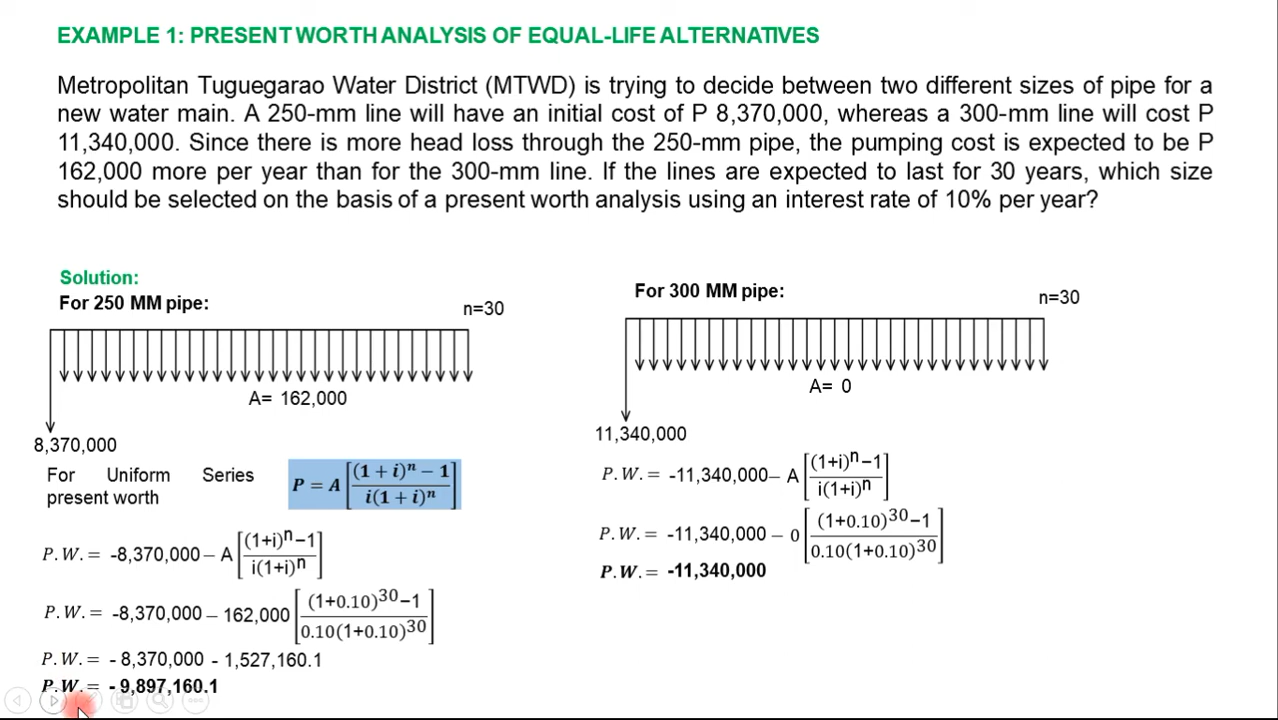 EXAMPLE 1: PRESENT WORTH ANALYSIS OF EQUAL-LIFE ALTERNATIVES
Metropolitan Tuguegarao Water District (MTWD) is trying to decide between two different sizes of pipe for a
new water main. A 250-mm line will have an initial cost of P 8,370,000, whereas a 300-mm line will cost P
11,340,000. Since there is more head loss through the 250-mm pipe, the pumping cost is expected to be P
162,000 more per year than for the 300-mm line. If the lines are expected to last for 30 years, which size
should be selected on the basis of a present worth analysis using an interest rate of 10% per year?
Solution:
For 250 MM pipe:
n=30
A= 162,000
8,370,000
For Uniform Series
present worth
P = A [((1 + i)^n − 1) / (i(1 + i)^n)]
P.W. = -8,370,000 – A [((1+i)^n−1) / (i(1+i)^n)]
P.W. = -8,370,000 – 162,000 [((1+0.10)^30−1) / (0.10(1+0.10)^30)]
P.W. = - 8,370,000 - 1,527,160.1
P.W. = - 9,897,160.1
For 300 MM pipe:
n=30
A= 0
11,340,000
P.W. = -11,340,000– A [((1+i)^n−1) / (i(1+i)^n)]
P.W. = -11,340,000 – 0 [((1+0.10)^30−1) / (0.10(1+0.10)^30)]
P.W. = -11,340,000